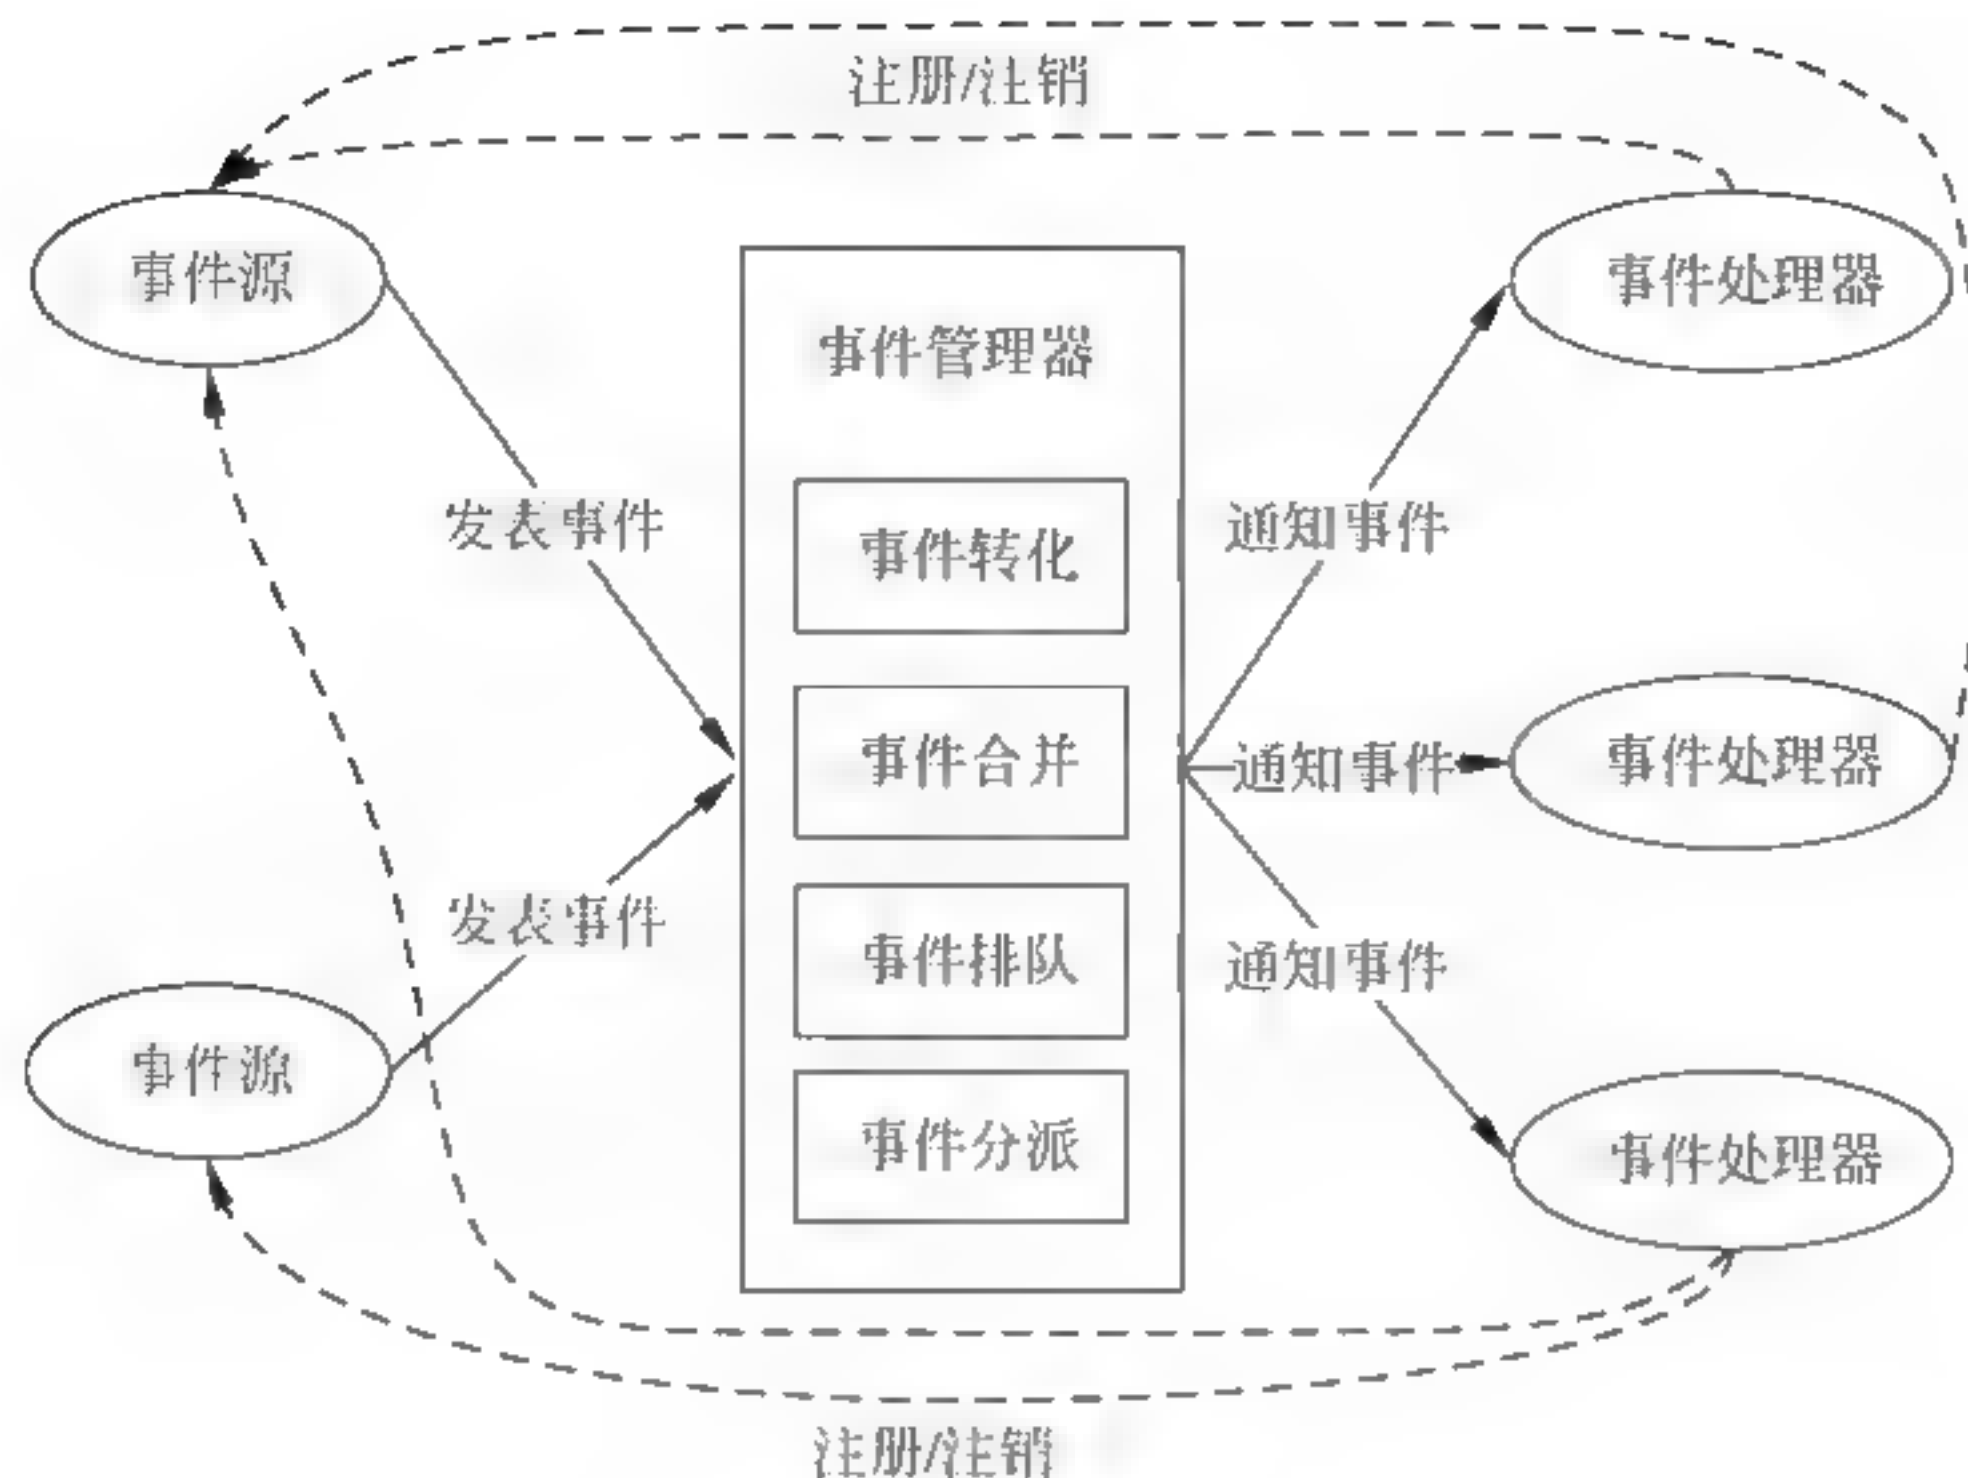 注册/注销
事件源
事件处理器
事件管理器
发表事件
事件转化
通知事件
事件合并
通知事件
事件处理器
发表事件
事件排队
通知事件
事件源
事件分派
事件处理器
注册/注销